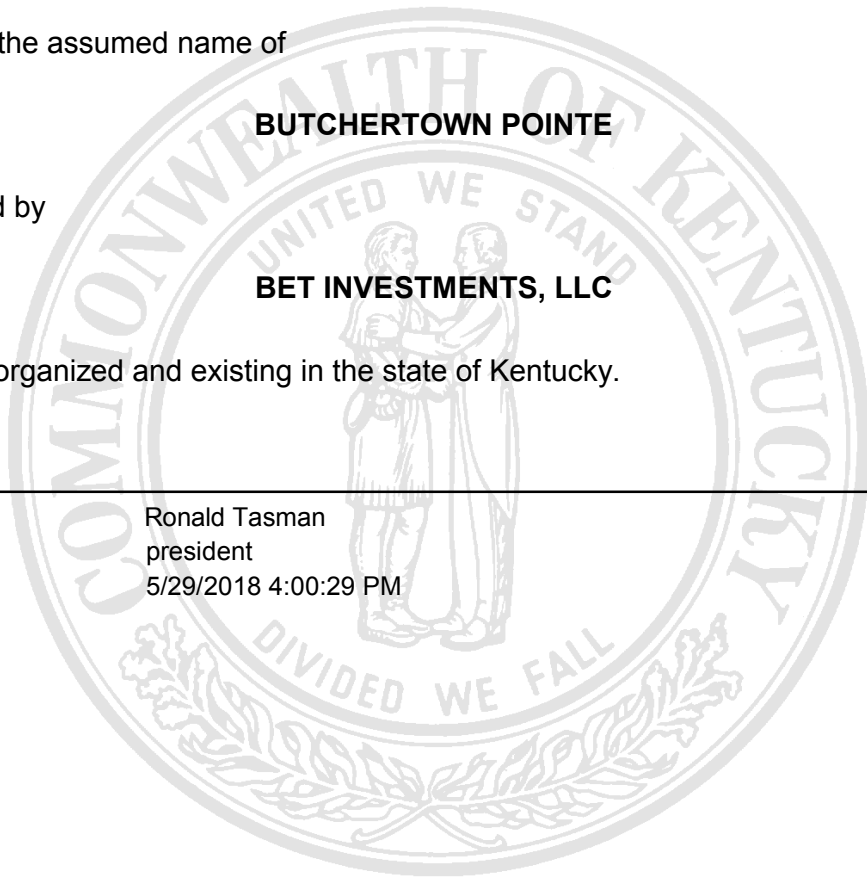 the assumed name of
BUTCHERTOWN POINTE
d by
BET INVESTMENTS, LLC
organized and existing in the state of Kentucky.
Ronald Tasman
president
5/29/2018 4:00:29 PM
COMMONWEALTH OF KENTUCKY
UNITED WE STAND
DIVIDED WE FALL